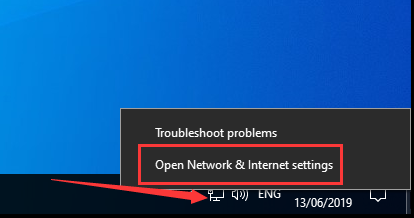 Troubleshoot problems
Open Network & Internet settings
ENG
13/06/2019